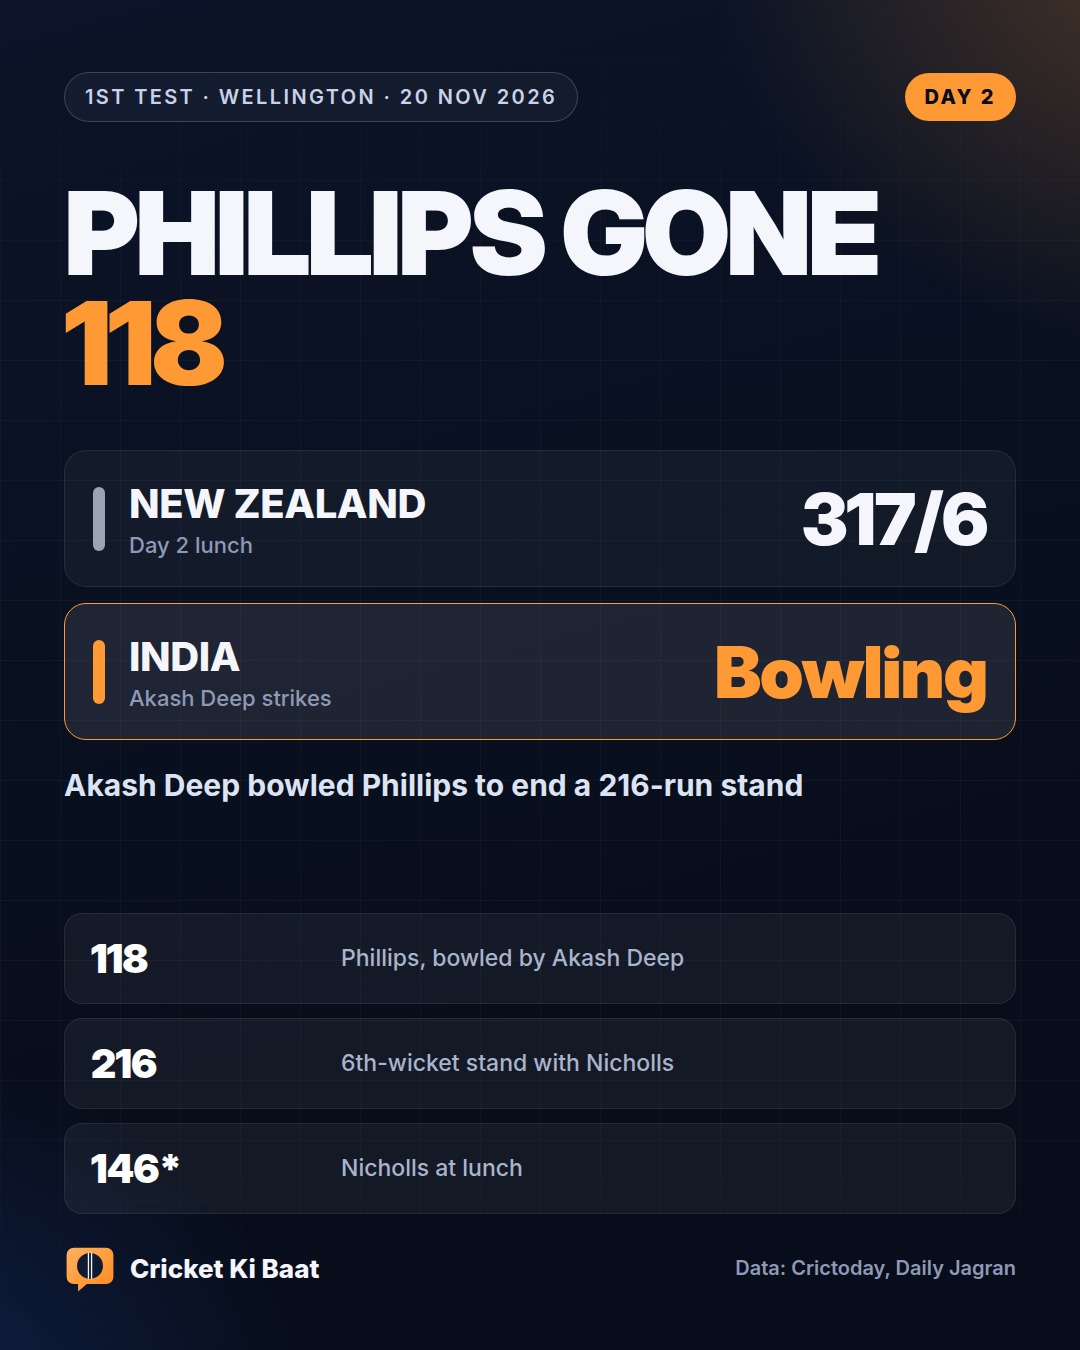 1ST TEST · WELLINGTON · 20 NOV 2026
DAY 2
PHILLIPS GONE
118
NEW ZEALAND
Day 2 lunch
317/6
INDIA
Akash Deep strikes
Bowling
Akash Deep bowled Phillips to end a 216-run stand
118
Phillips, bowled by Akash Deep
216
6th-wicket stand with Nicholls
146*
Nicholls at lunch
Cricket Ki Baat
Data: Crictoday, Daily Jagran